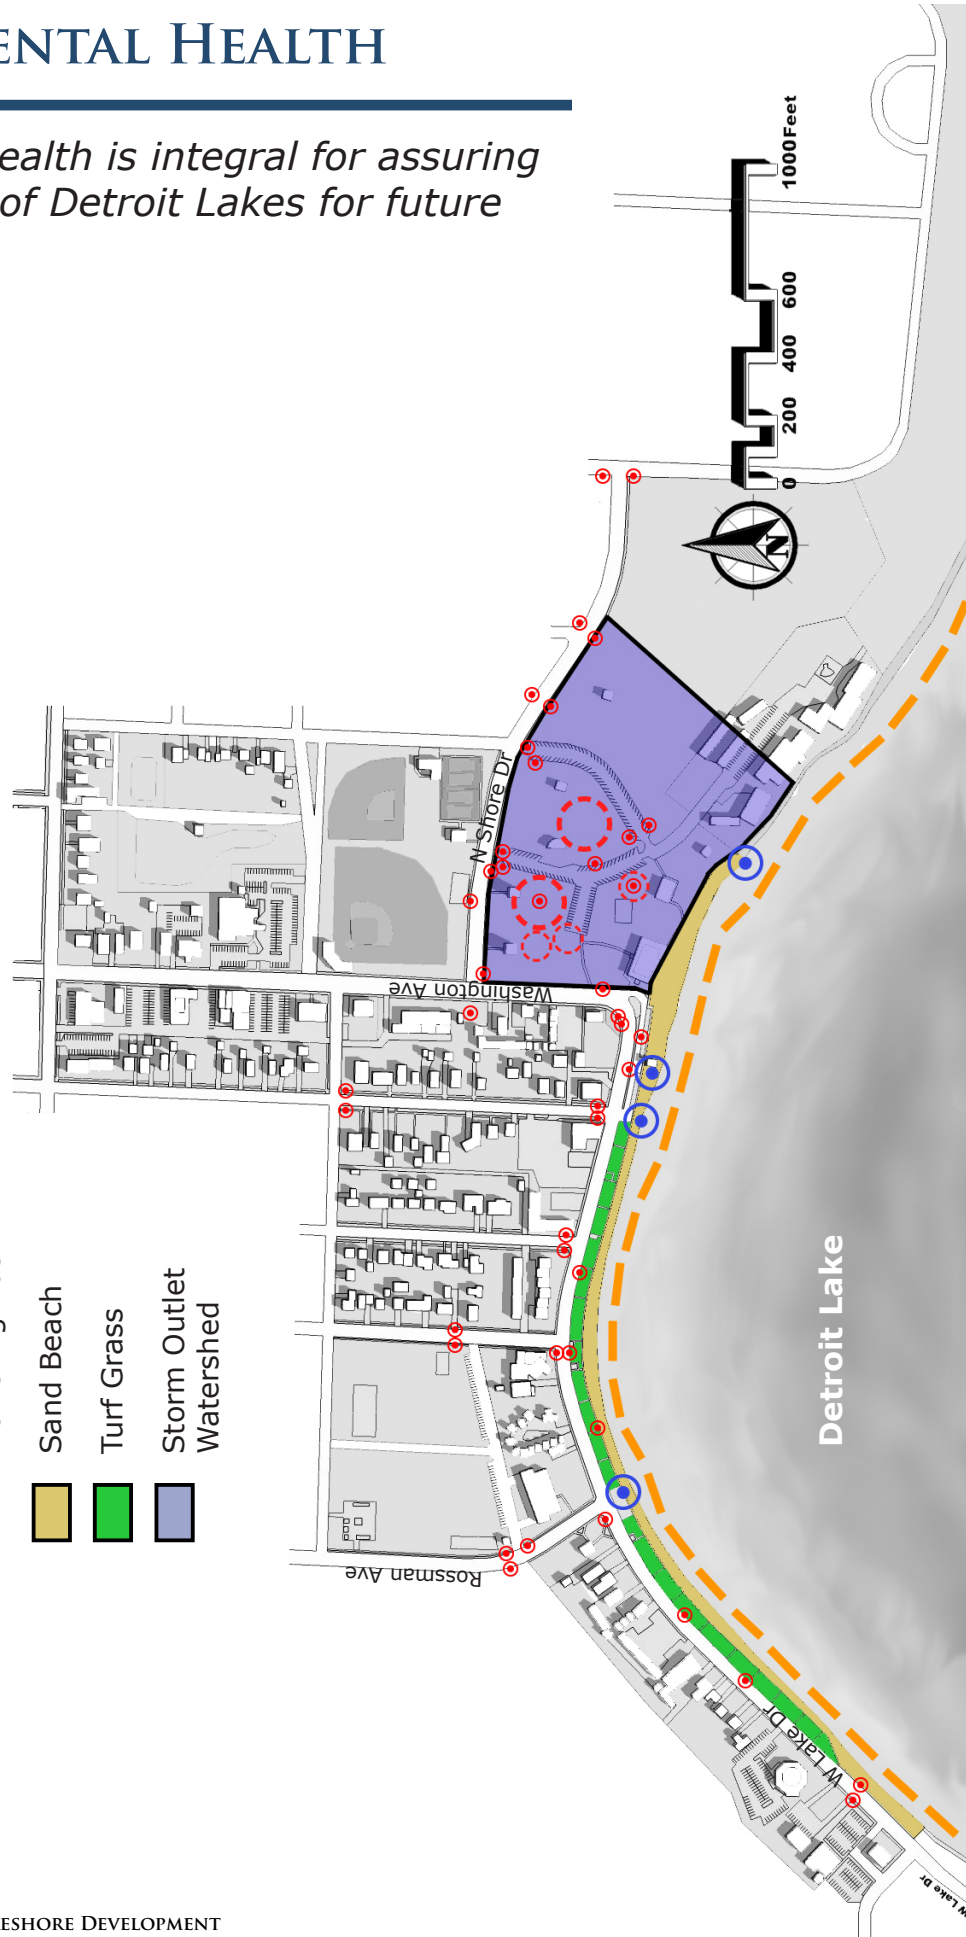 ENTAL HEALTH
ealth is integral for assuring
of Detroit Lakes for future
1000Feet
600
400
200
0
N
N Shore Dr
Washington Ave
Sand Beach
Turf Grass
Storm Outlet
Watershed
Detroit Lake
Rossman Ave
W Lake Dr
W Lake Dr
ESHORE DEVELOPMENT